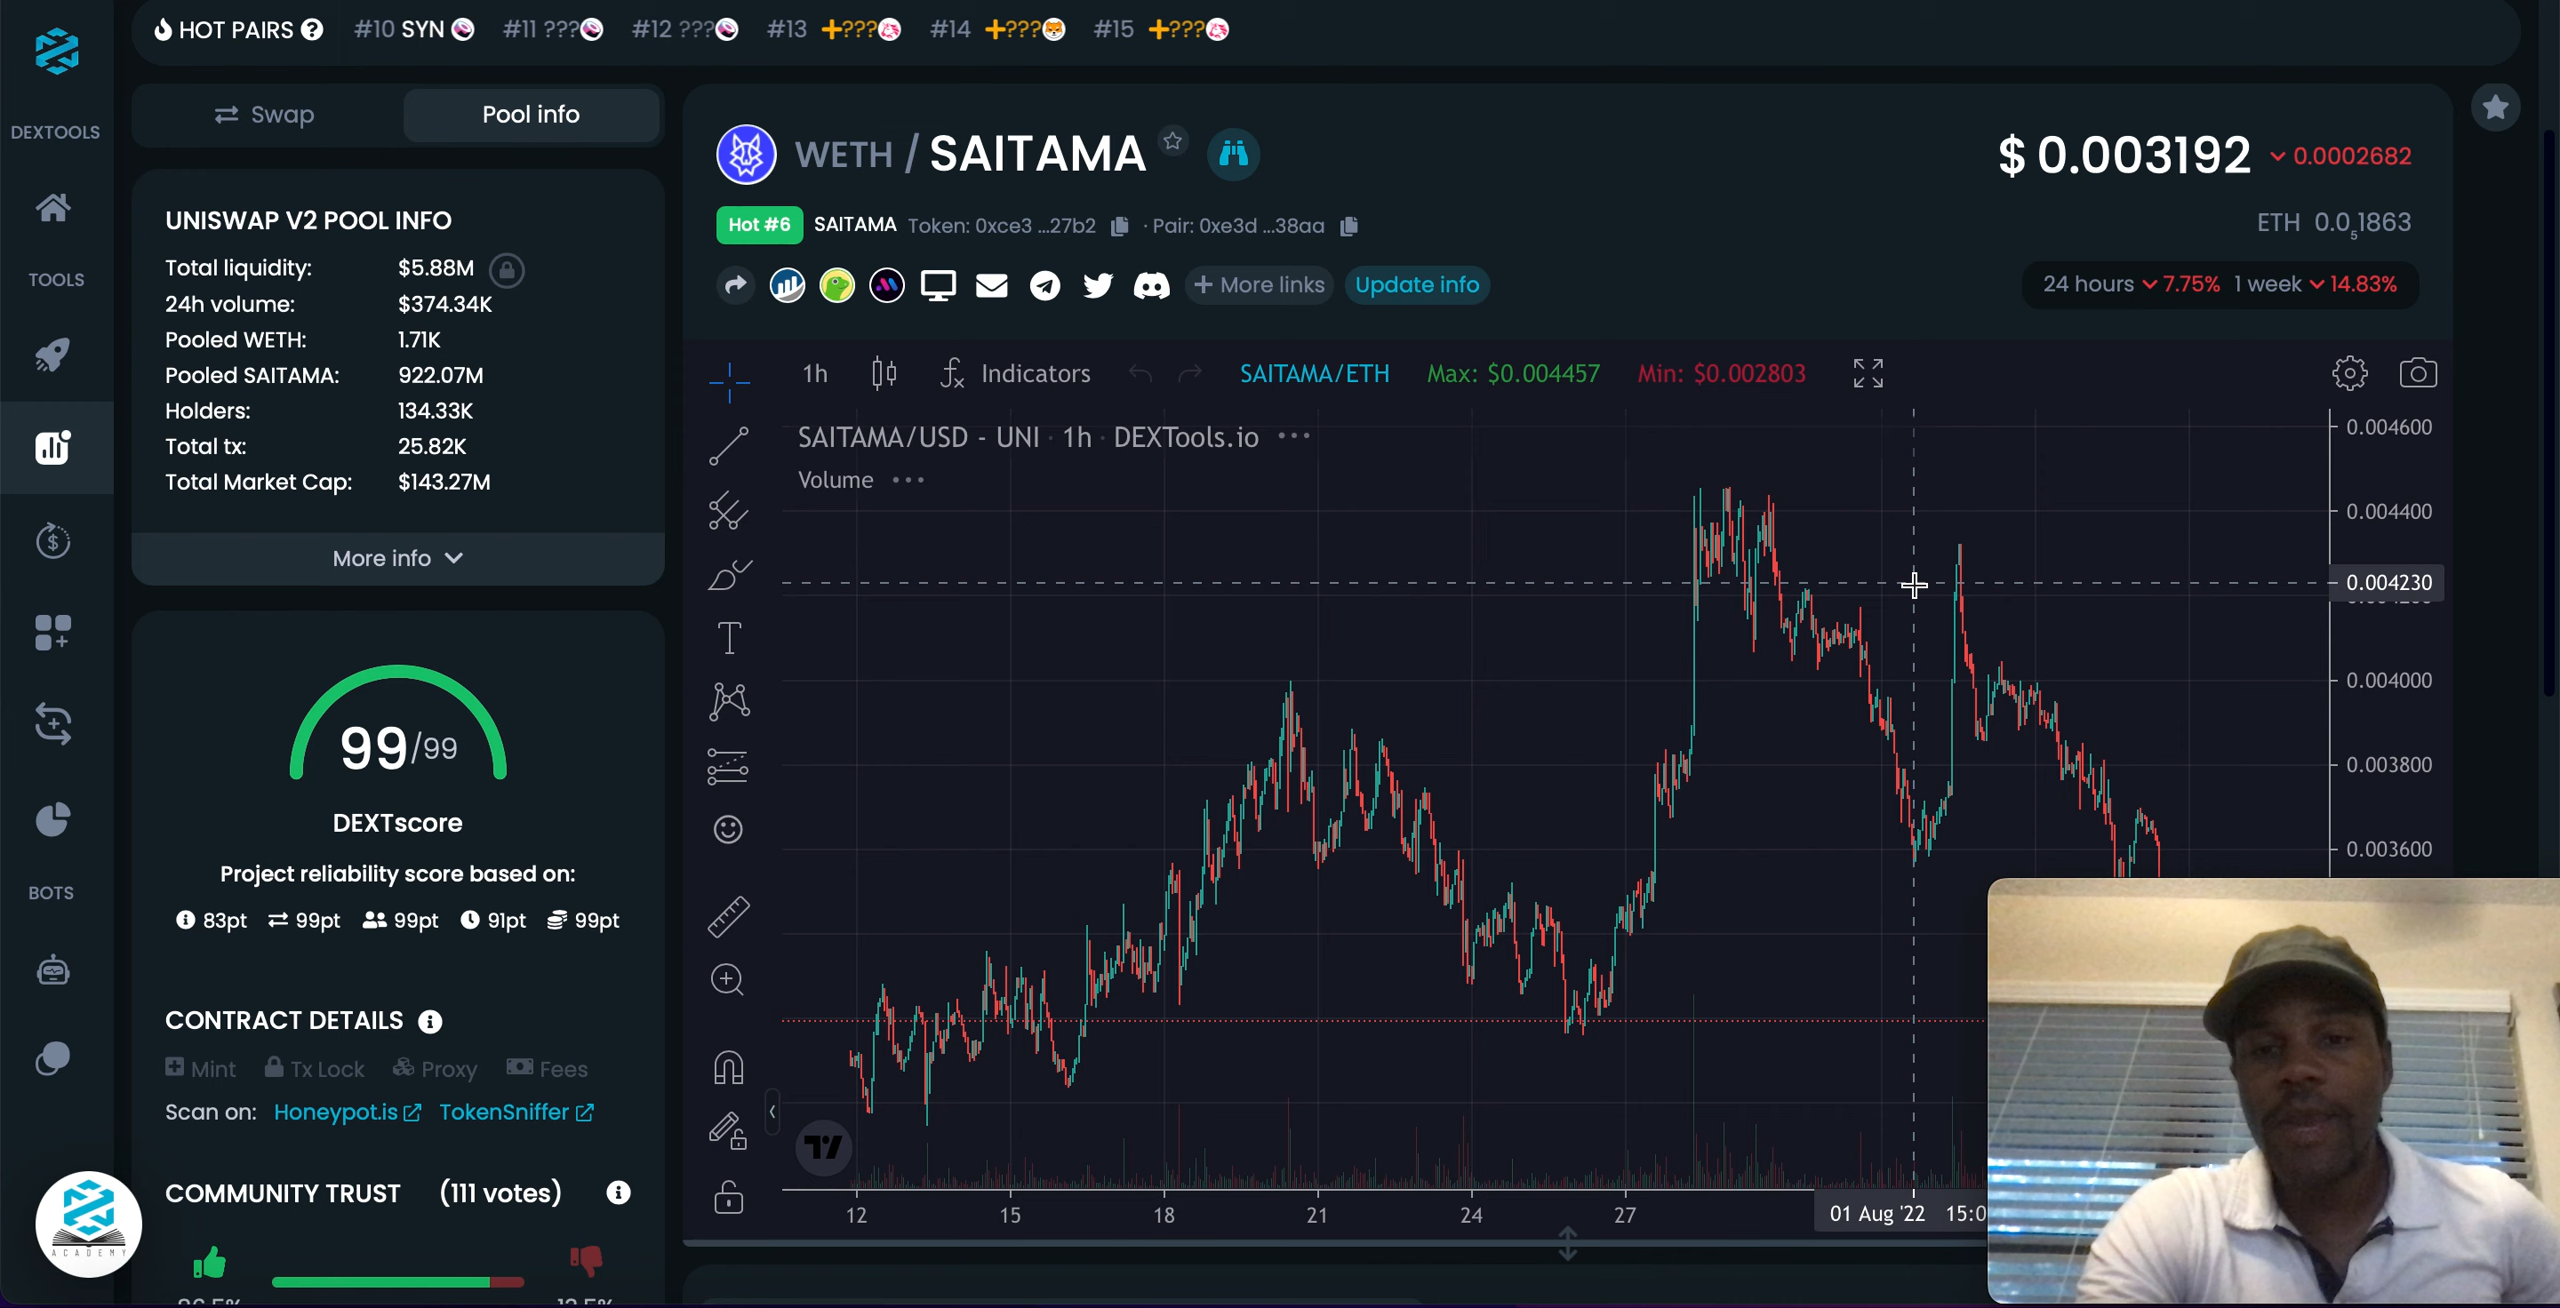 HOT PAIRS ? #10 SYN #11 ??? #12 ??? #13 +??? #14 +??? #15 +???
DEXTOOLS
TOOLS
BOTS
ACADEMY
Swap Pool info
UNISWAP V2 POOL INFO
Total liquidity: $5.88M
24h volume: $374.34K
Pooled WETH: 1.71K
Pooled SAITAMA: 922.07M
Holders: 134.33K
Total tx: 25.82K
Total Market Cap: $143.27M
More info
99/99
DEXTscore
Project reliability score based on:
83pt 99pt 99pt 91pt 99pt
CONTRACT DETAILS
Mint Tx Lock Proxy Fees
Scan on: Honeypot.is TokenSniffer
COMMUNITY TRUST (111 votes)
WETH / SAITAMA
$ 0.003192 0.0002682
Hot #6 SAITAMA Token: 0xce3 ...27b2 · Pair: 0xe3d ...38aa
ETH 0.0₅1863
+ More links Update info
24 hours 7.75% 1 week 14.83%
1h fx Indicators SAITAMA/ETH Max: $0.004457 Min: $0.002803
SAITAMA/USD - UNI · 1h · DEXTools.io ···
Volume ···
0.004600
0.004400
0.004230
0.004000
0.003800
0.003600
12 15 18 21 24 27 01 Aug '22 15:0